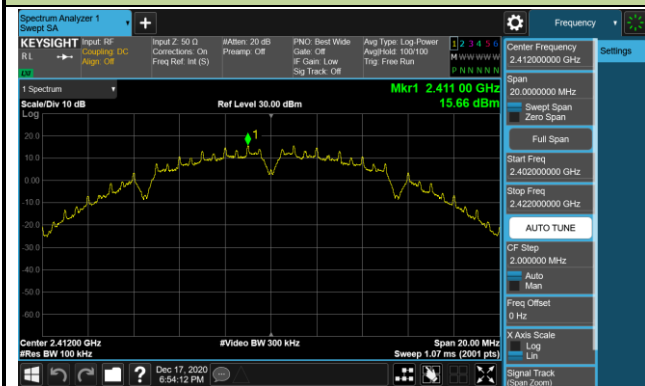 Spectrum Analyzer 1
Swept SA
Frequency
KEYSIGHT
Input: RF
Coupling: DC
Align: Off
Input Z: 50 Ω
Corrections: On
Freq Ref: Int (S)
#Atten: 20 dB
Preamp: Off
PNO: Best Wide
Gate: Off
IF Gain: Low
Sig Track: Off
Avg Type: Log-Power
Avg|Hold: 100/100
Trig: Free Run
1 2 3 4 5 6
M W W W W W
P N N N N N
R L
LXI
1 Spectrum
Scale/Div 10 dB
Log
Ref Level 30.00 dBm
Mkr1 2.411 00 GHz
15.66 dBm
1
20.0
10.0
0.00
-10.0
-20.0
-30.0
-40.0
-50.0
-60.0
Center 2.41200 GHz
#Res BW 100 kHz
#Video BW 300 kHz
Span 20.00 MHz
Sweep 1.07 ms (2001 pts)
Dec 17, 2020
6:54:12 PM
Center Frequency
2.412000000 GHz
Settings
Span
20.0000000 MHz
Swept Span
Zero Span
Full Span
Start Freq
2.402000000 GHz
Stop Freq
2.422000000 GHz
AUTO TUNE
CF Step
2.000000 MHz
Auto
Man
Freq Offset
0 Hz
X Axis Scale
Log
Lin
Signal Track
(Span Zoom)